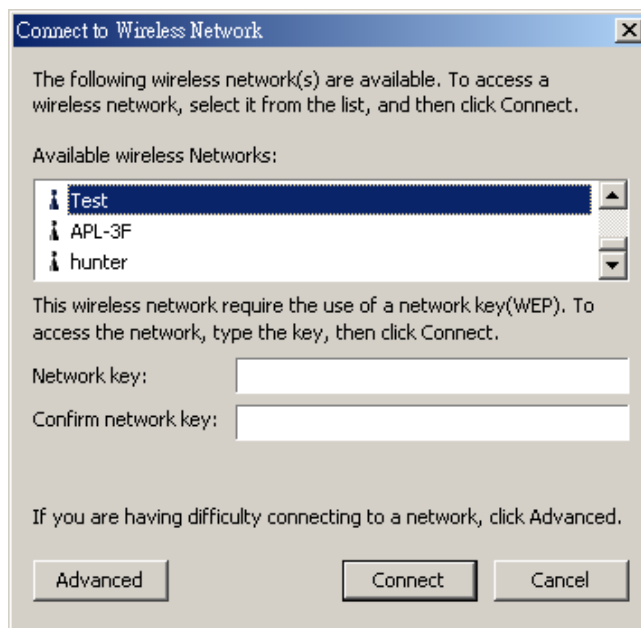 Connect to Wireless Network
The following wireless network(s) are available. To access a
wireless network, select it from the list, and then click Connect.
Available wireless Networks:
Test
APL-3F
hunter
This wireless network require the use of a network key(WEP). To
access the network, type the key, then click Connect.
Network key:
Confirm network key:
If you are having difficulty connecting to a network, click Advanced.
Advanced Connect Cancel